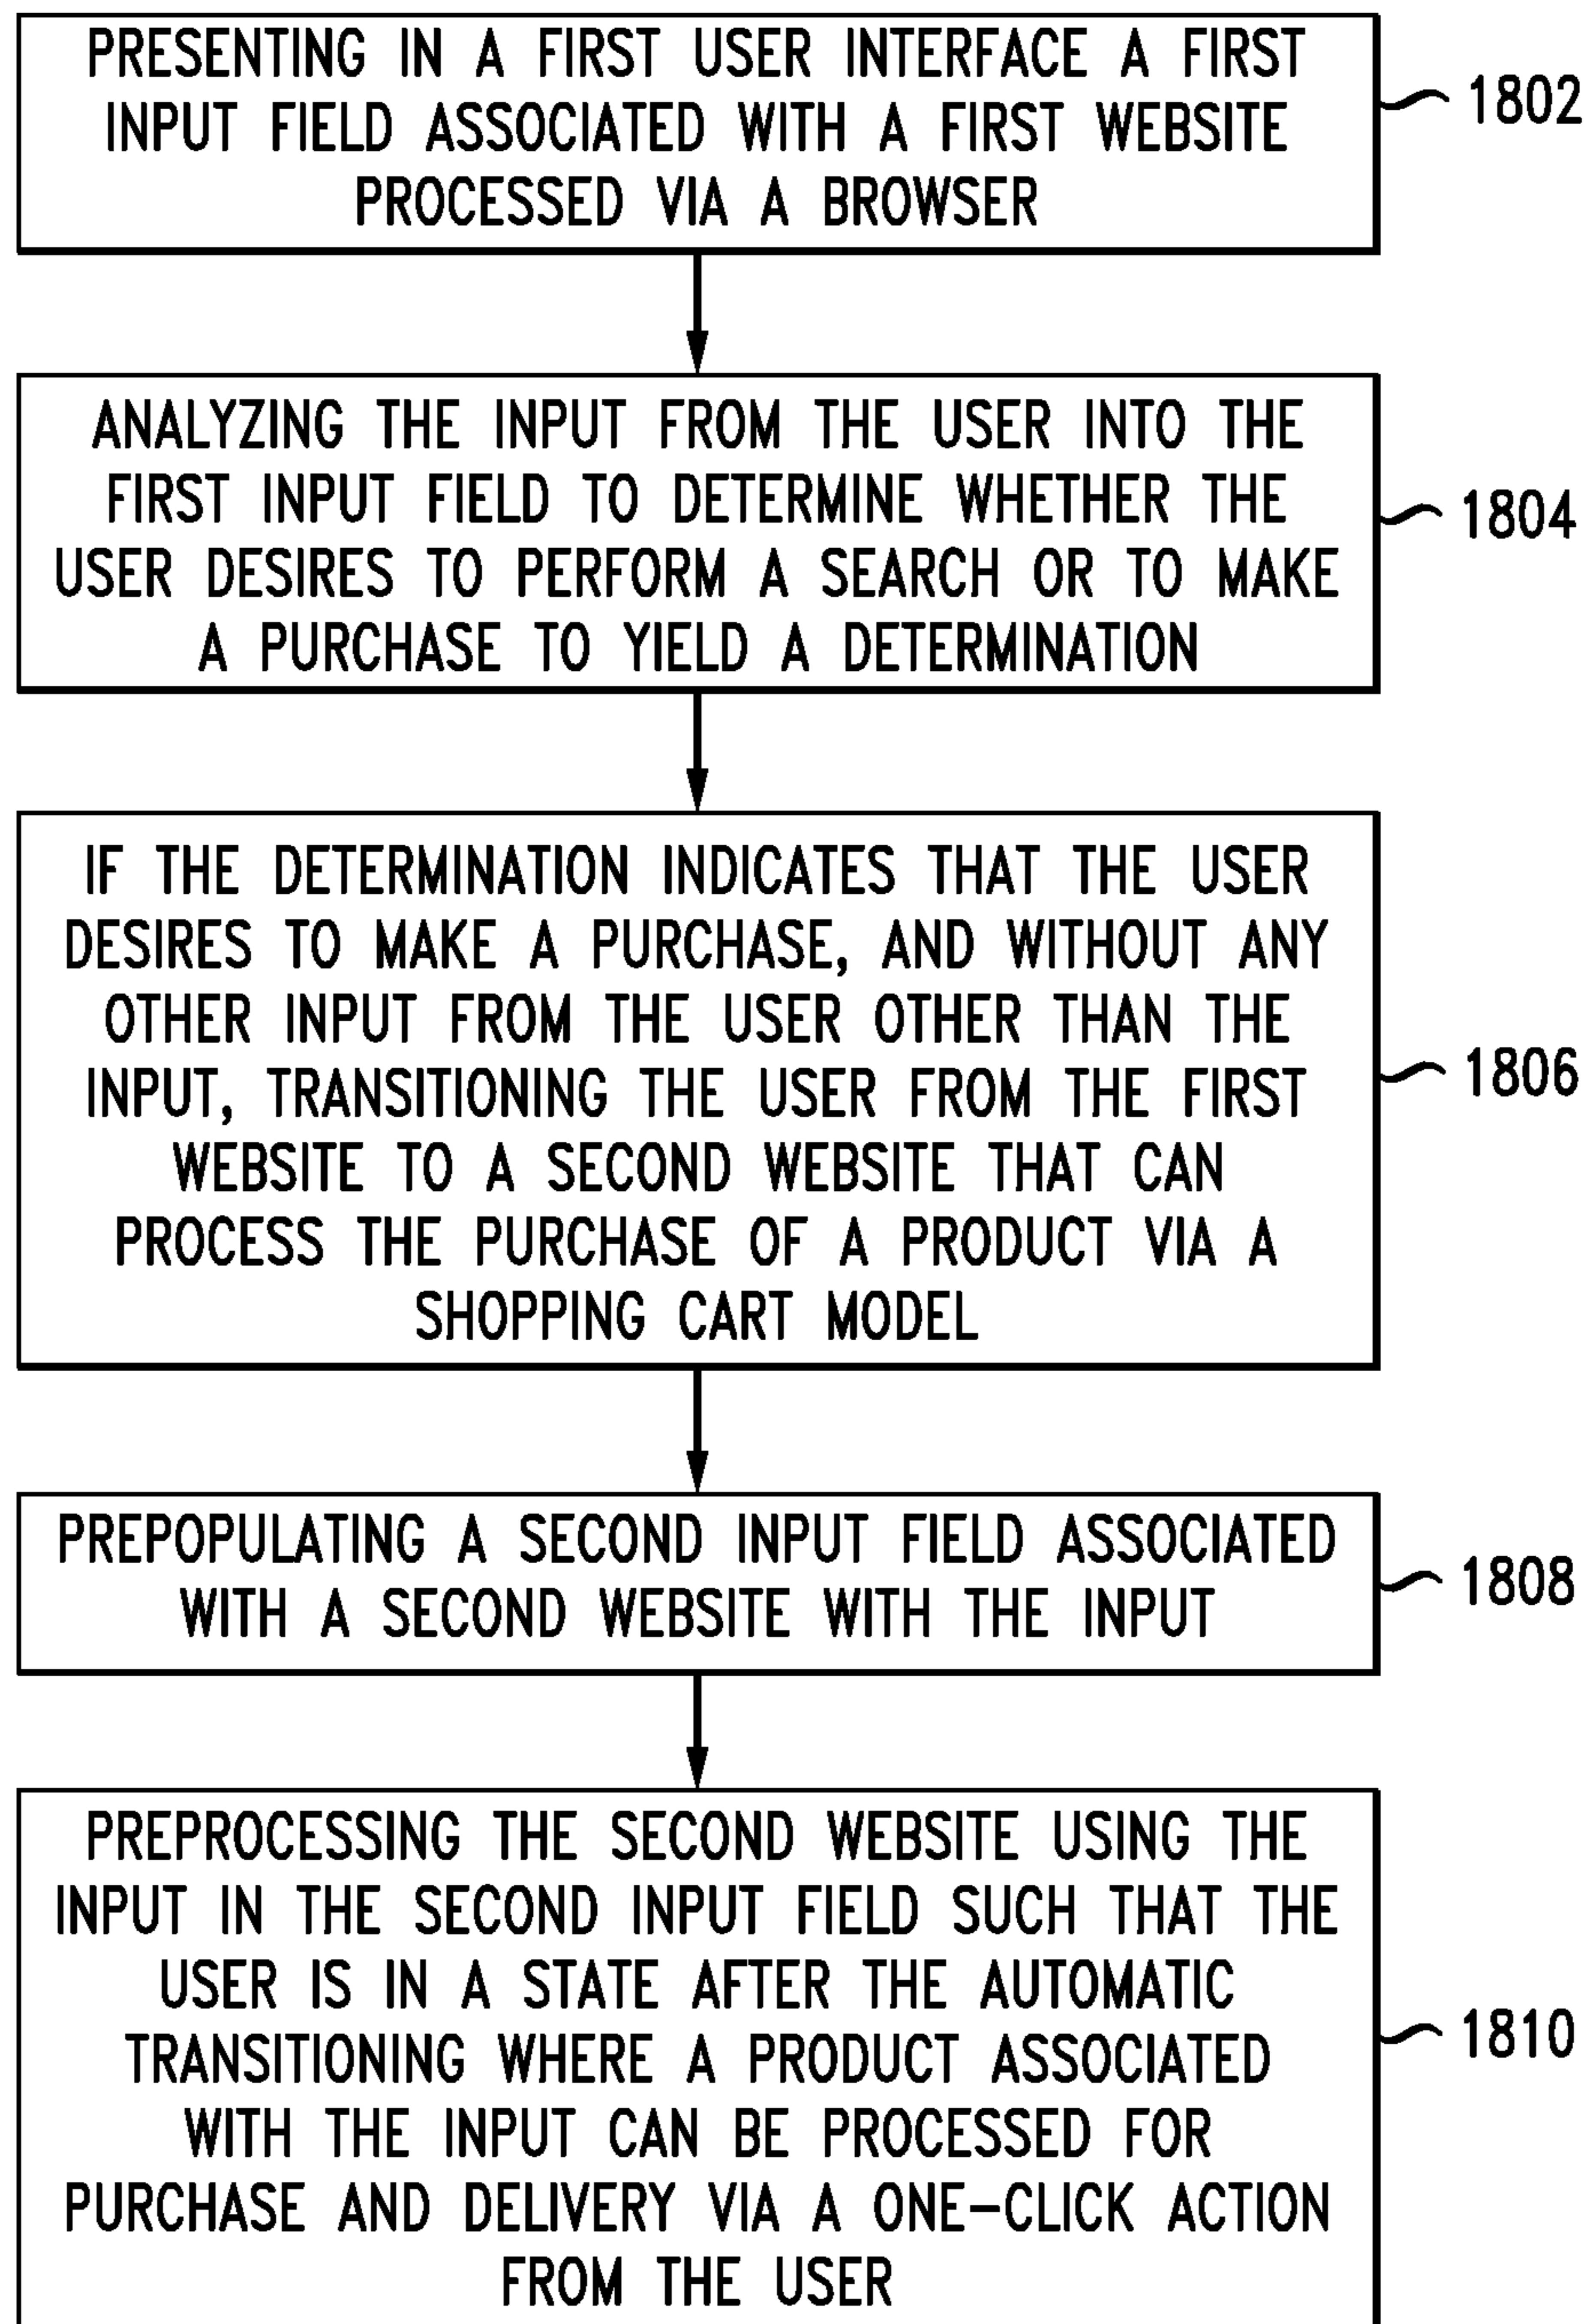 PRESENTING IN A FIRST USER INTERFACE A FIRST
INPUT FIELD ASSOCIATED WITH A FIRST WEBSITE
PROCESSED VIA A BROWSER
1802
ANALYZING THE INPUT FROM THE USER INTO THE
FIRST INPUT FIELD TO DETERMINE WHETHER THE
USER DESIRES TO PERFORM A SEARCH OR TO MAKE
A PURCHASE TO YIELD A DETERMINATION
1804
IF THE DETERMINATION INDICATES THAT THE USER
DESIRES TO MAKE A PURCHASE, AND WITHOUT ANY
OTHER INPUT FROM THE USER OTHER THAN THE
INPUT, TRANSITIONING THE USER FROM THE FIRST
WEBSITE TO A SECOND WEBSITE THAT CAN
PROCESS THE PURCHASE OF A PRODUCT VIA A
SHOPPING CART MODEL
1806
PREPOPULATING A SECOND INPUT FIELD ASSOCIATED
WITH A SECOND WEBSITE WITH THE INPUT
1808
PREPROCESSING THE SECOND WEBSITE USING THE
INPUT IN THE SECOND INPUT FIELD SUCH THAT THE
USER IS IN A STATE AFTER THE AUTOMATIC
TRANSITIONING WHERE A PRODUCT ASSOCIATED
WITH THE INPUT CAN BE PROCESSED FOR
PURCHASE AND DELIVERY VIA A ONE-CLICK ACTION
FROM THE USER
1810